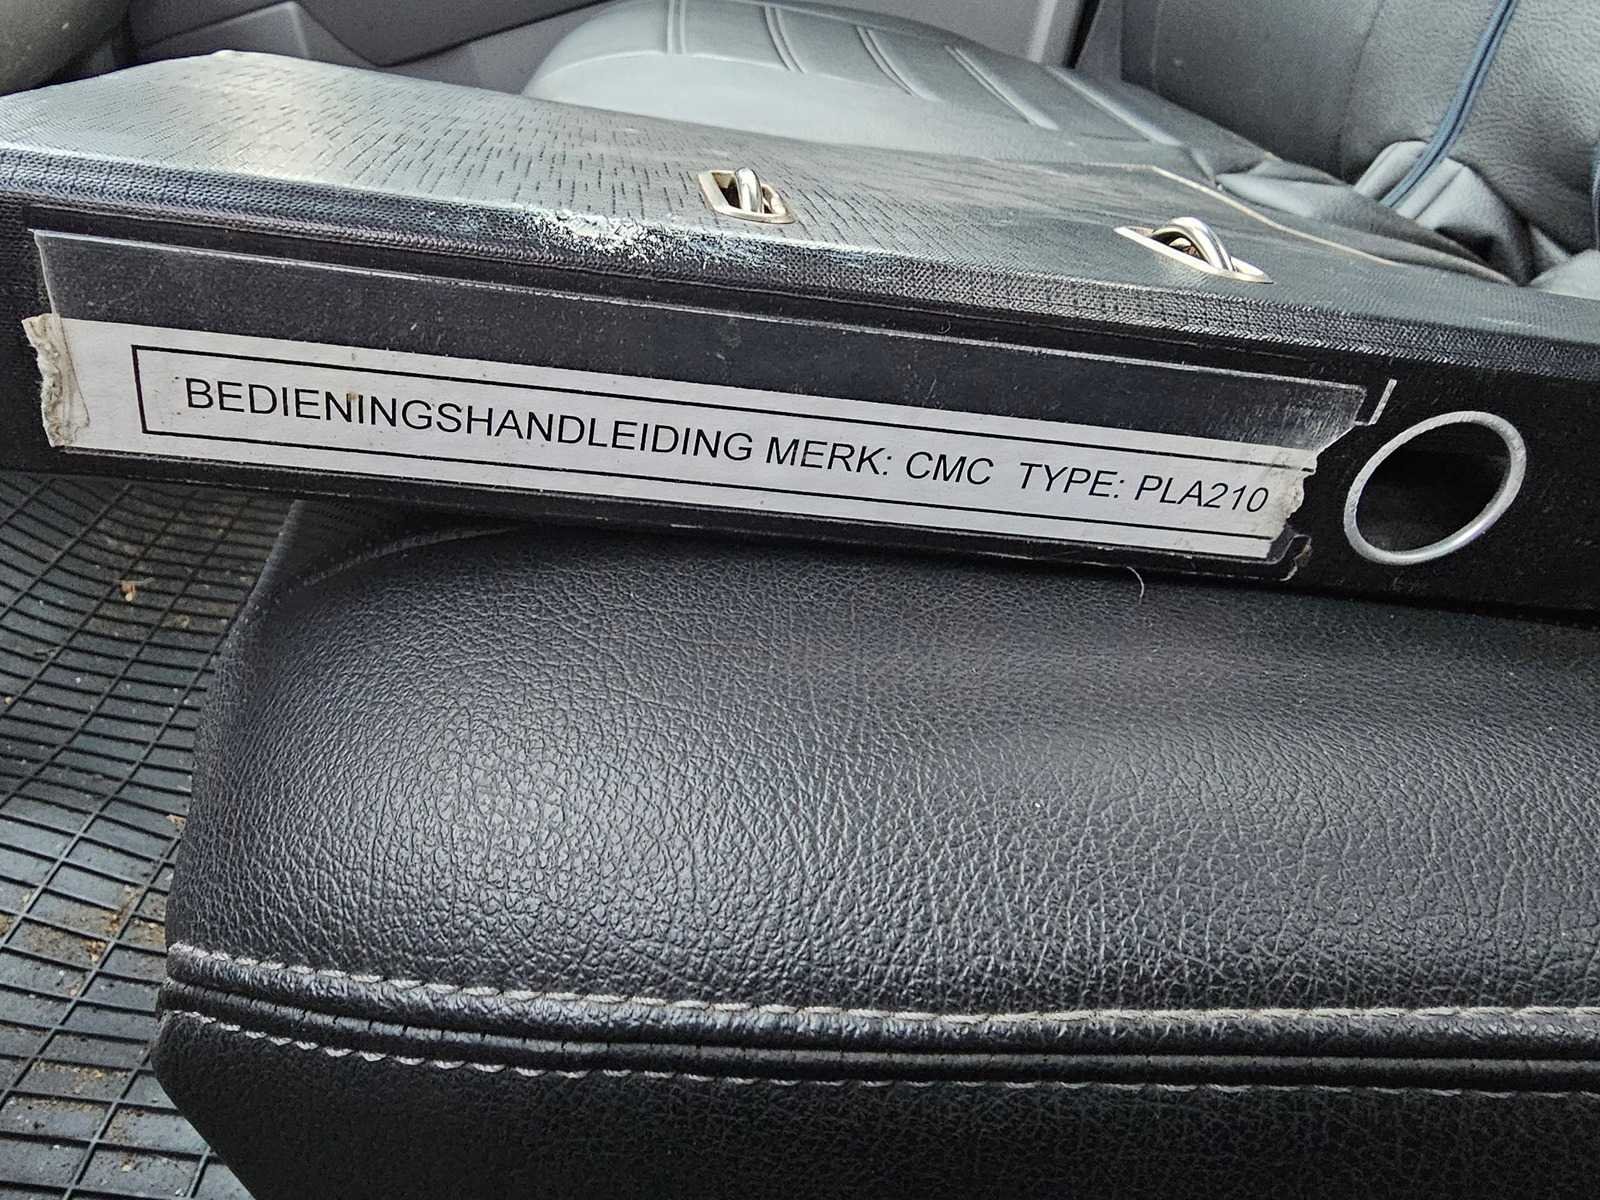 BEDIENINGSHANDLEIDING MERK: CMC TYPE: PLA210